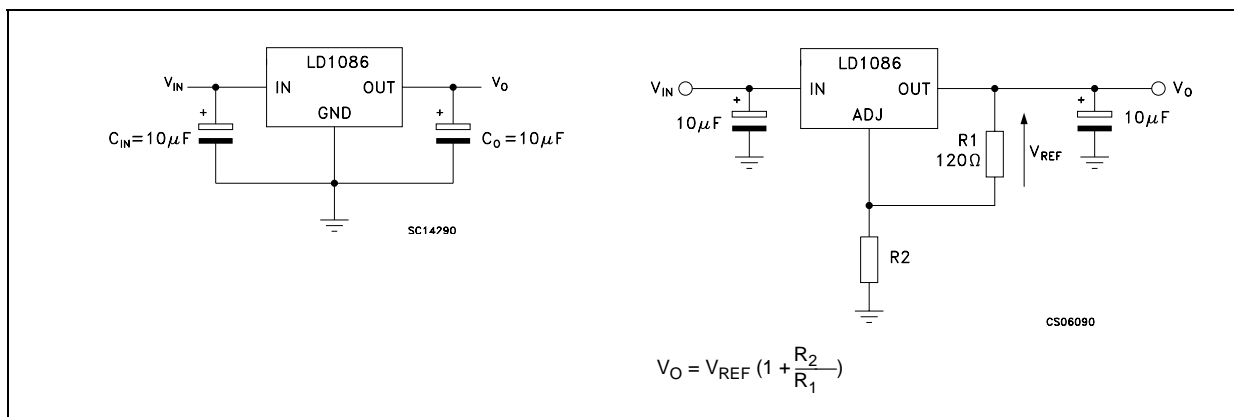 LD1086
V_IN
IN
OUT
V_O
GND
+
+
C_IN=10μF
C_O=10μF
SC14290
LD1086
V_IN
IN
OUT
V_O
ADJ
+
+
10μF
10μF
R1
120Ω
V_REF
R2
CS06090
V_O = V_REF (1 + R_2/R_1)